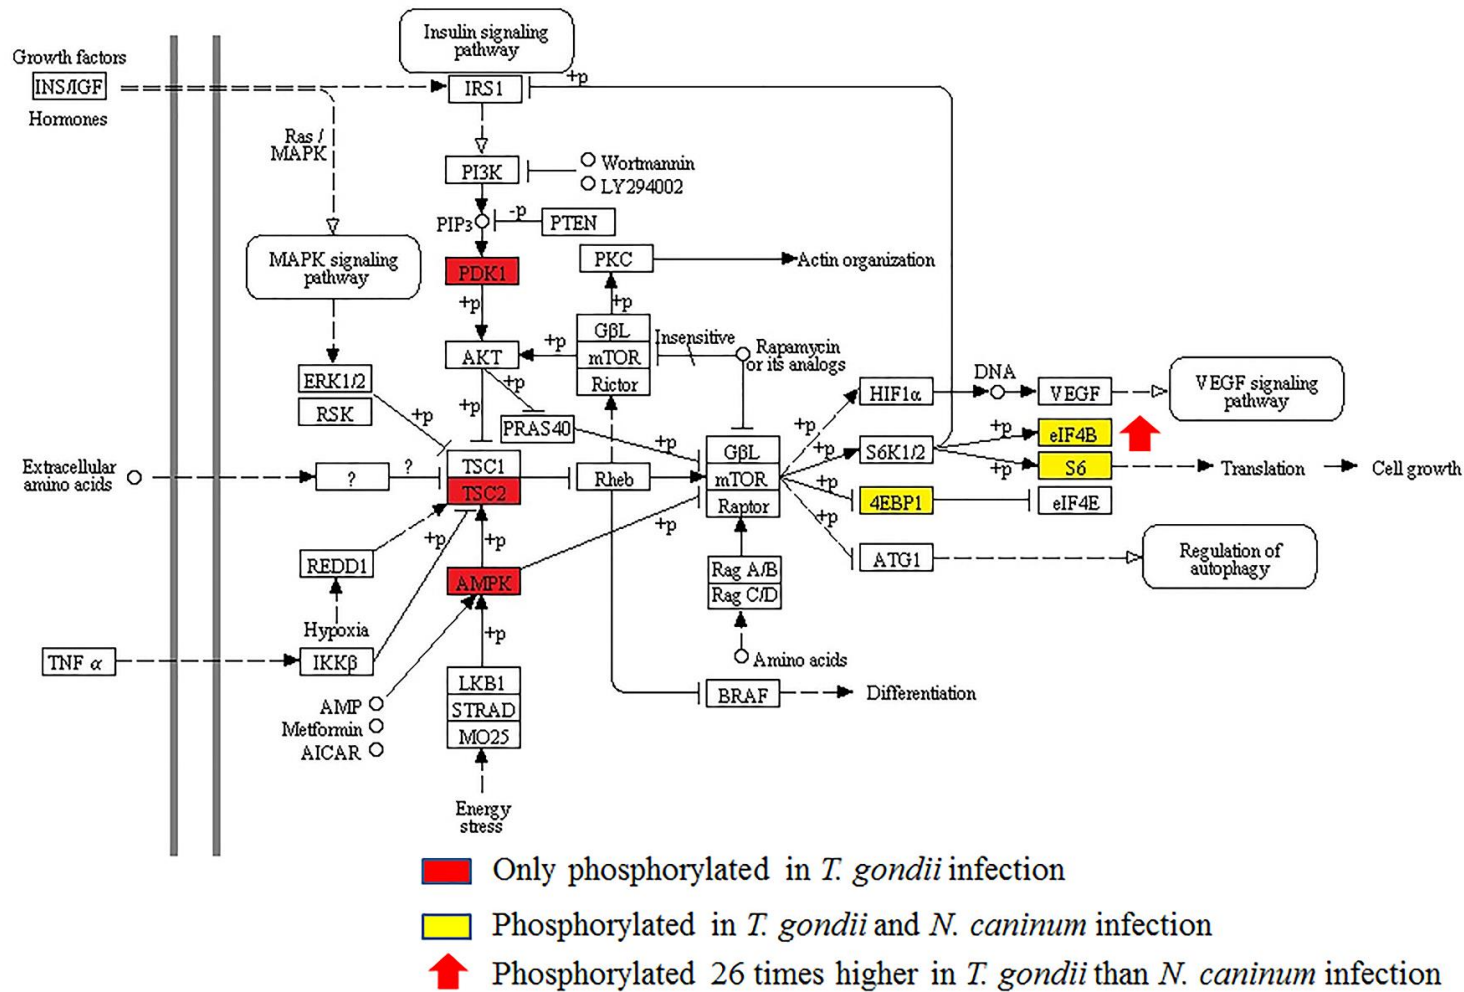 Insulin signaling
pathway
Growth factors
INS/IGF
Hormones
IRS1
+p
Ras /
MAPK
PI3K
Wortmannin
LY294002
PIP3
-p
PTEN
MAPK signaling
pathway
PDK1
PKC
Actin organization
+p
+p
GβL
mTOR
Rictor
Insensitive
Rapamycin
or its analogs
AKT
+p
+p
+p
ERK1/2
RSK
+p
PRAS40
+p
HIF1α
DNA
VEGF
VEGF signaling
pathway
+p
+p
eIF4B
S6K1/2
+p
S6
Translation
Cell growth
Extracellular
amino acids
?
?
TSC1
TSC2
Rheb
GβL
mTOR
Raptor
+p
4EBP1
eIF4E
+p
+p
+p
+p
REDD1
AMPK
ATG1
Regulation of
autophagy
Rag A/B
Rag C/D
Hypoxia
+p
TNF α
IKKβ
Amino acids
LKB1
STRAD
MO25
BRAF
Differentiation
AMP
Metformin
AICAR
Energy
stress
Only phosphorylated in T. gondii infection
Phosphorylated in T. gondii and N. caninum infection
Phosphorylated 26 times higher in T. gondii than N. caninum infection